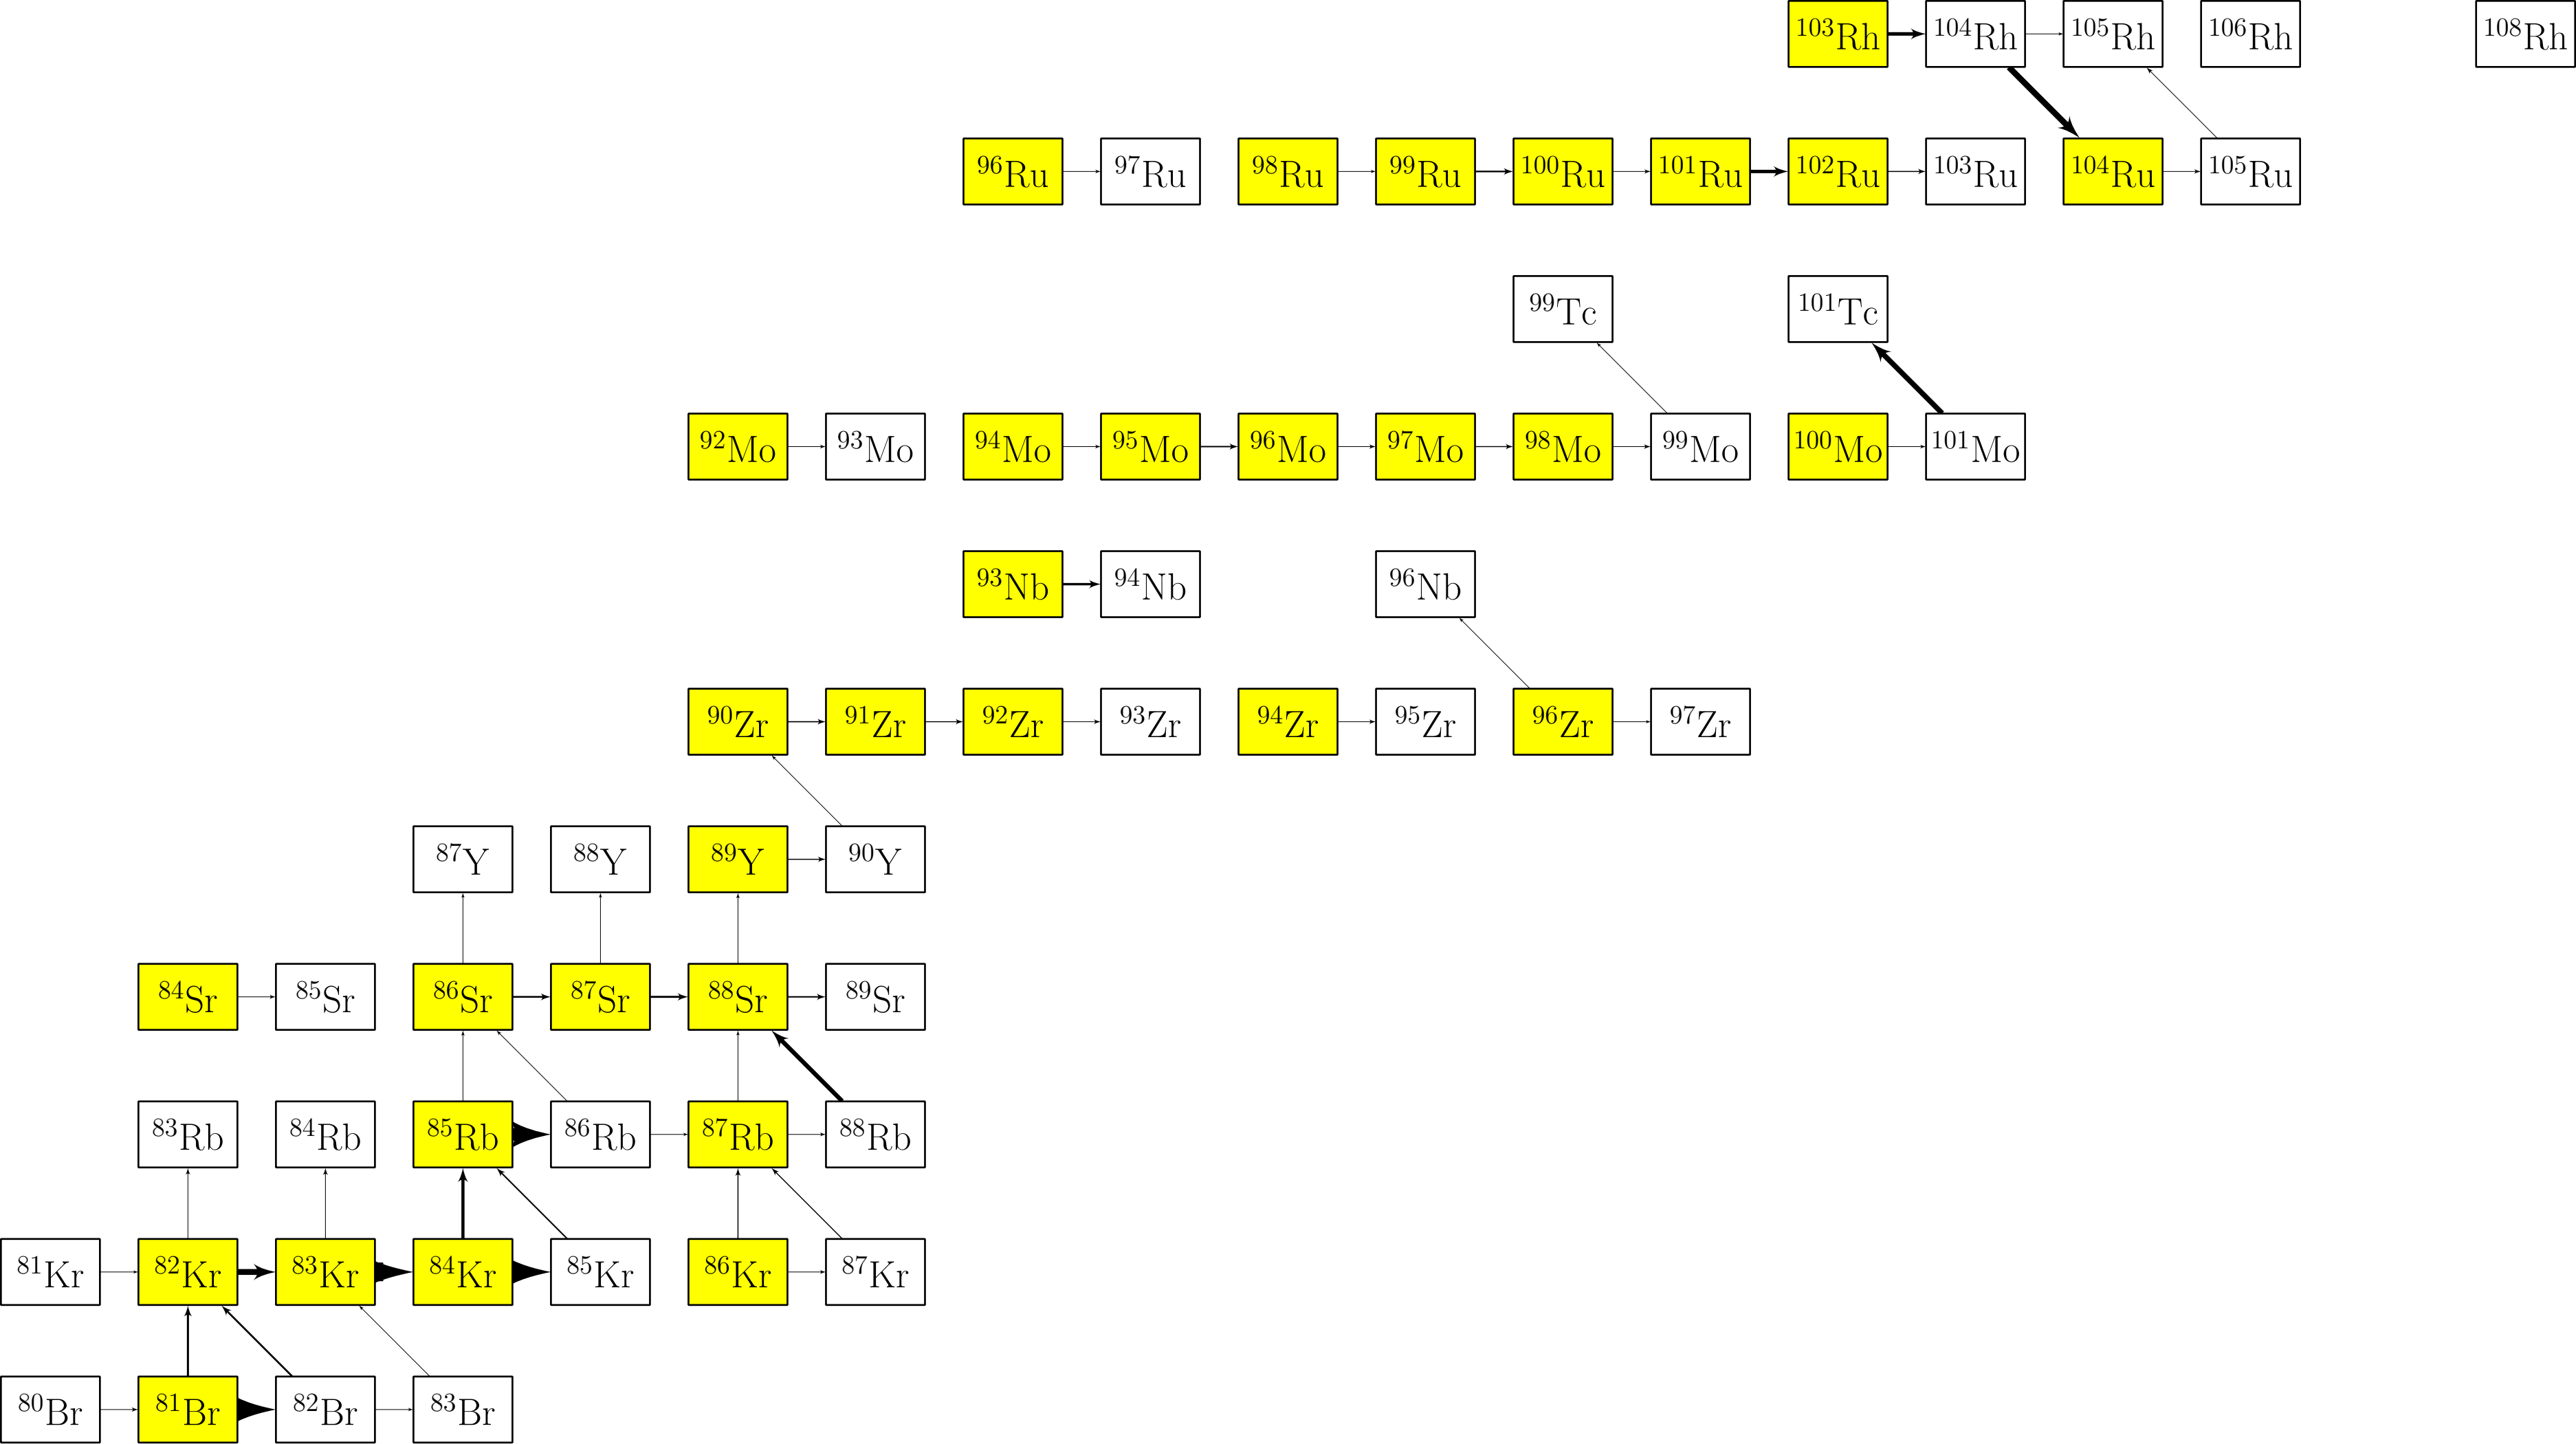 ¹⁰³Rh ¹⁰⁴Rh ¹⁰⁵Rh ¹⁰⁶Rh ¹⁰⁸Rh
⁹⁶Ru ⁹⁷Ru ⁹⁸Ru ⁹⁹Ru ¹⁰⁰Ru ¹⁰¹Ru ¹⁰²Ru ¹⁰³Ru ¹⁰⁴Ru ¹⁰⁵Ru
⁹⁹Tc ¹⁰¹Tc
⁹²Mo ⁹³Mo ⁹⁴Mo ⁹⁵Mo ⁹⁶Mo ⁹⁷Mo ⁹⁸Mo ⁹⁹Mo ¹⁰⁰Mo ¹⁰¹Mo
⁹³Nb ⁹⁴Nb ⁹⁶Nb
⁹⁰Zr ⁹¹Zr ⁹²Zr ⁹³Zr ⁹⁴Zr ⁹⁵Zr ⁹⁶Zr ⁹⁷Zr
⁸⁷Y ⁸⁸Y ⁸⁹Y ⁹⁰Y
⁸⁴Sr ⁸⁵Sr ⁸⁶Sr ⁸⁷Sr ⁸⁸Sr ⁸⁹Sr
⁸³Rb ⁸⁴Rb ⁸⁵Rb ⁸⁶Rb ⁸⁷Rb ⁸⁸Rb
⁸¹Kr ⁸²Kr ⁸³Kr ⁸⁴Kr ⁸⁵Kr ⁸⁶Kr ⁸⁷Kr
⁸⁰Br ⁸¹Br ⁸²Br ⁸³Br